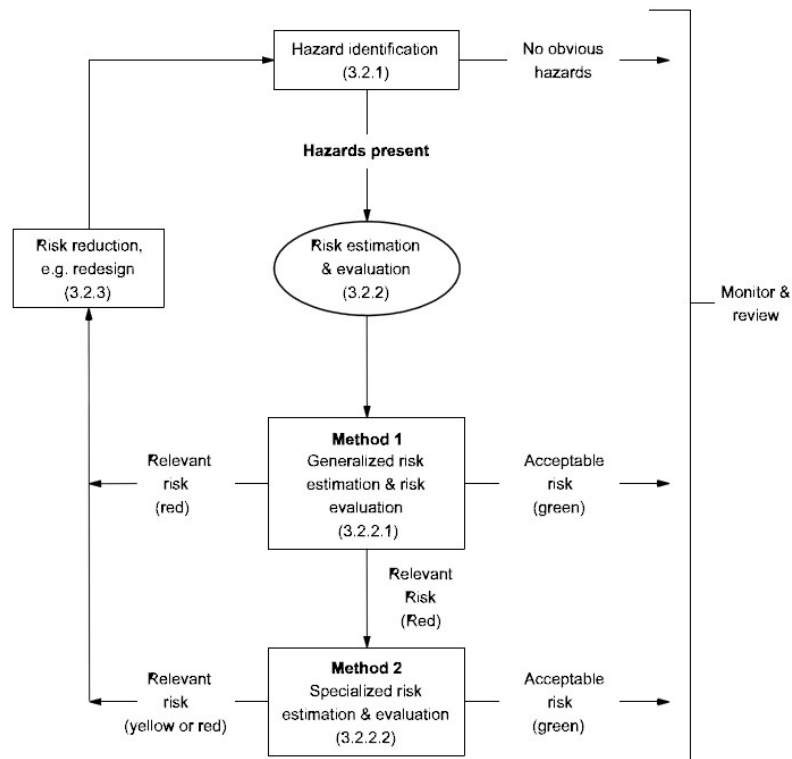 Hazard identification
(3.2.1)
No obvious
hazards
Hazards present
Risk reduction,
e.g. redesign
(3.2.3)
Risk estimation
& evaluation
(3.2.2)
Monitor &
review
Method 1
Generalized risk
estimation & risk
evaluation
(3.2.2.1)
Relevant
risk
(red)
Acceptable
risk
(green)
Relevant
Risk
(Red)
Method 2
Specialized risk
estimation & evaluation
(3.2.2.2)
Relevant
risk
(yellow or red)
Acceptable
risk
(green)